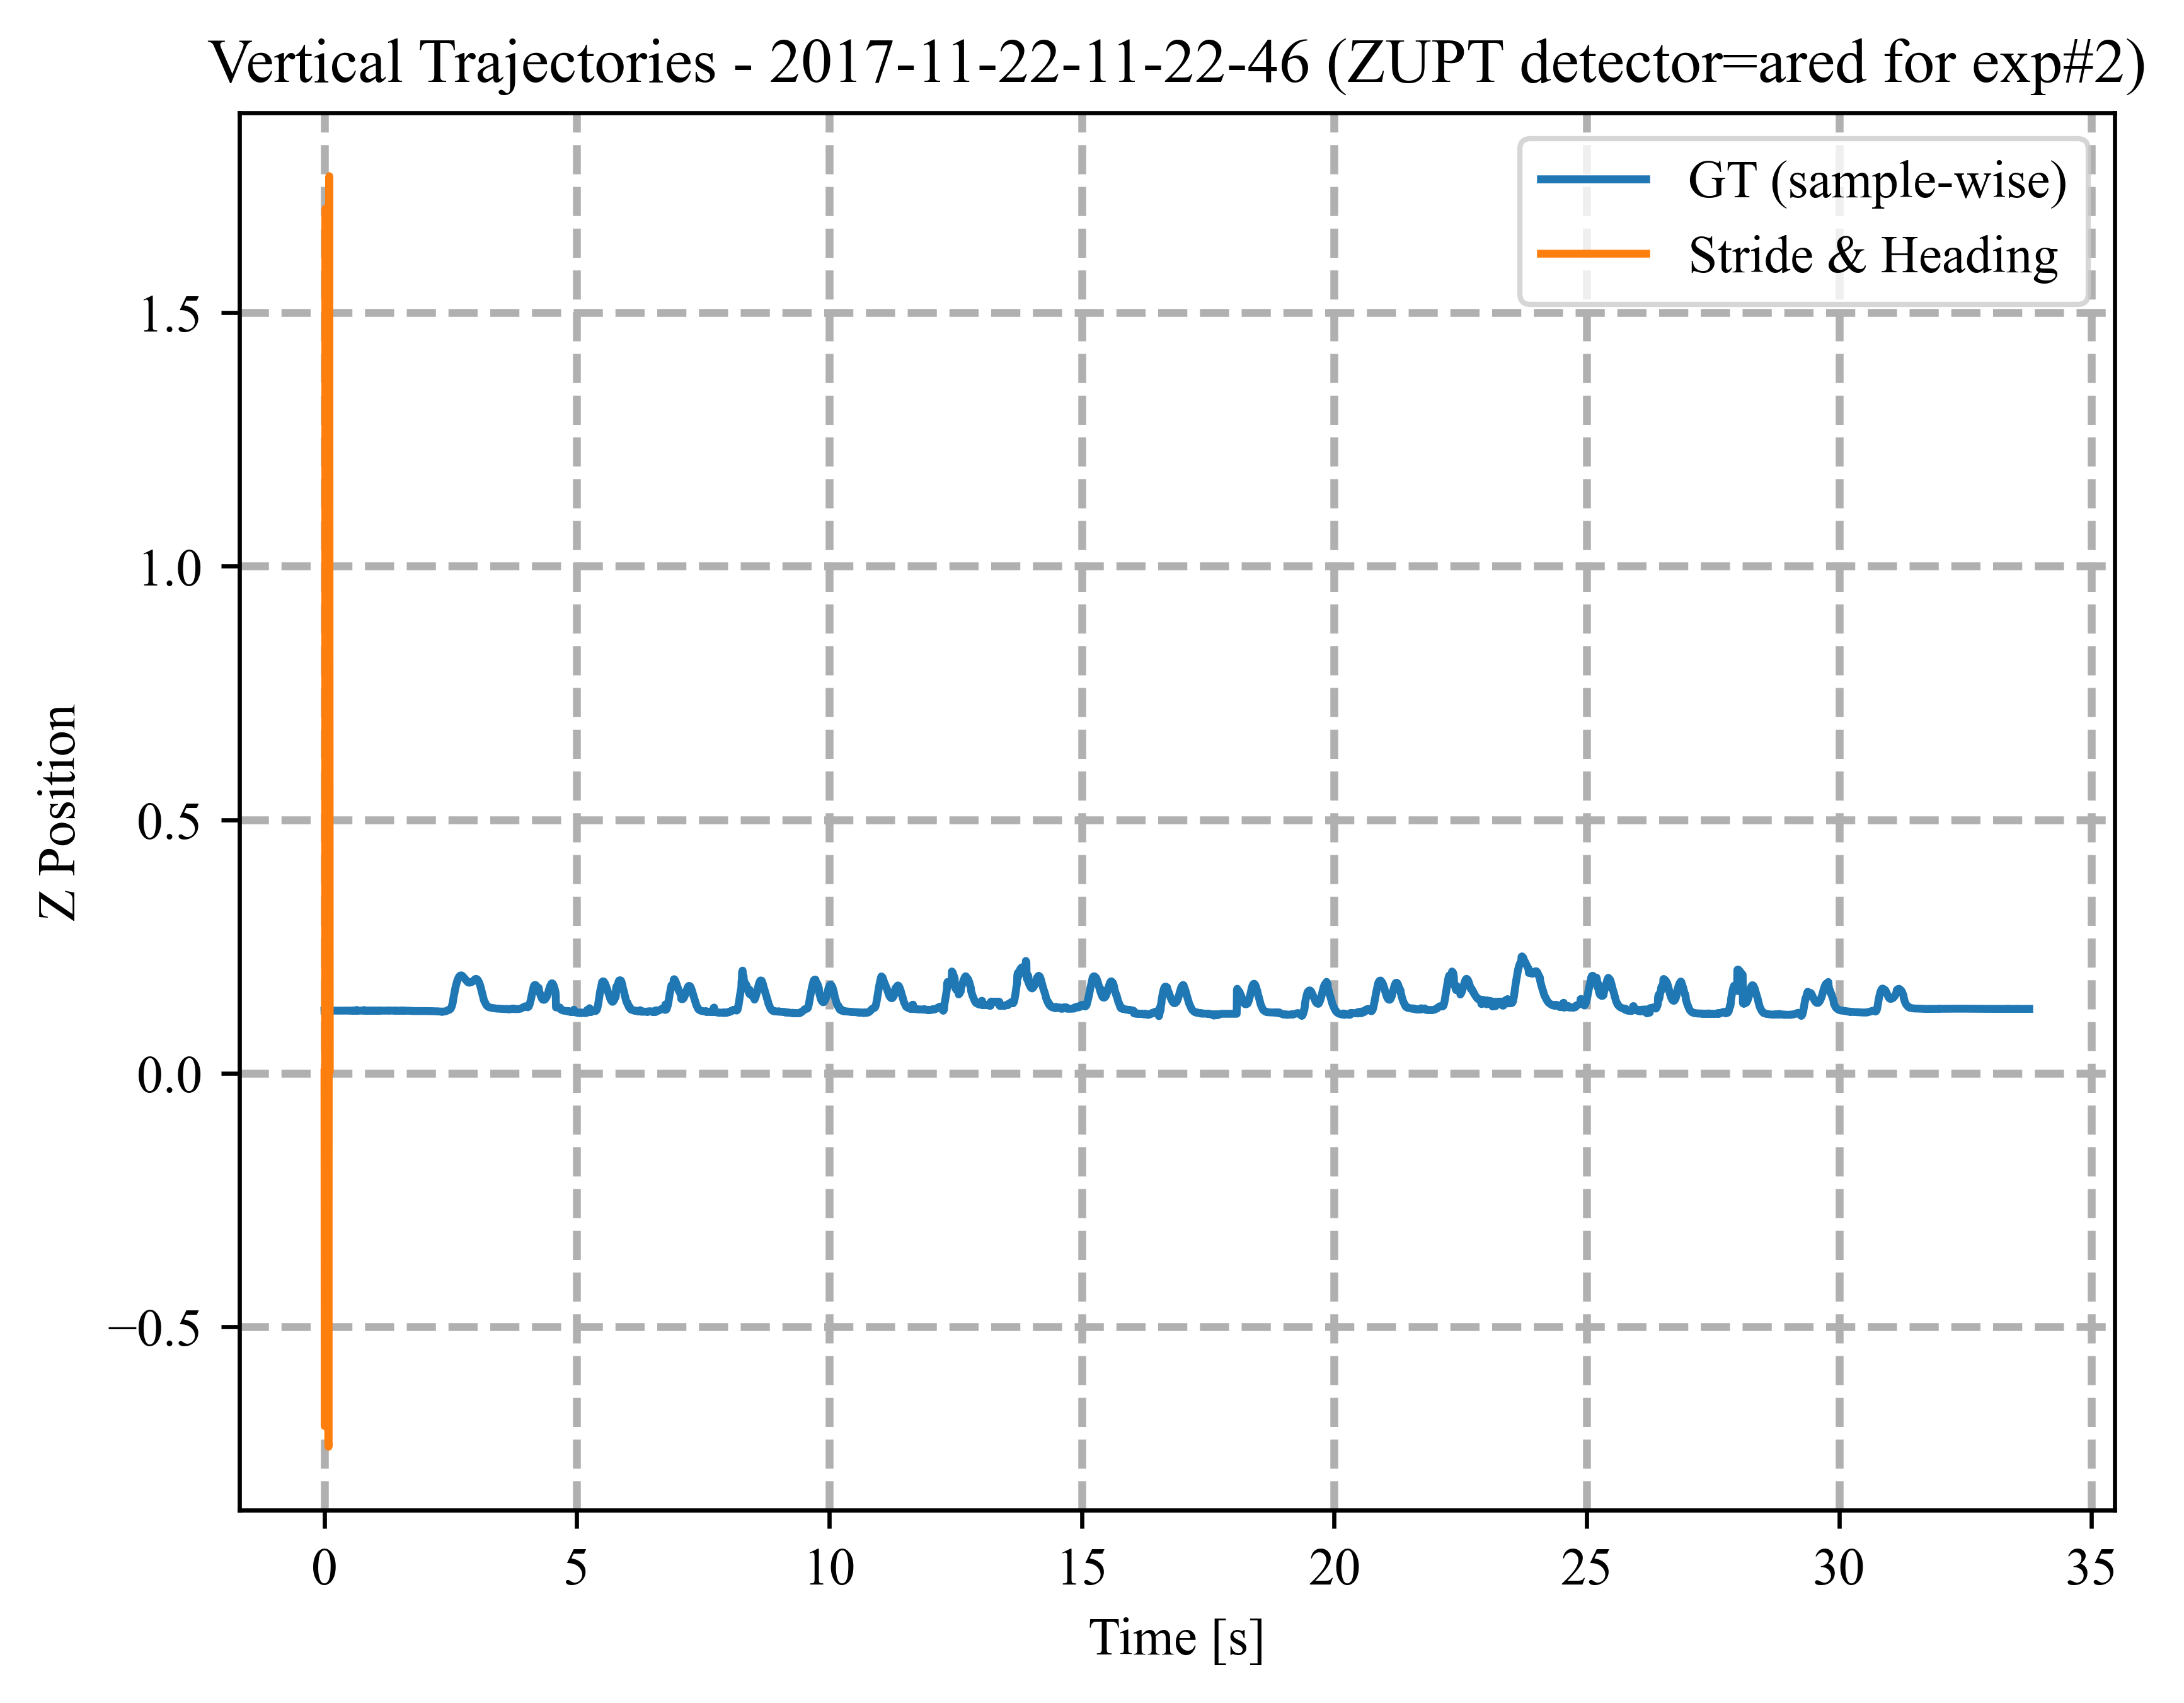 Vertical Trajectories - 2017-11-22-11-22-46 (ZUPT detector=ared for exp#2)
GT (sample-wise)
Stride & Heading
1.5
1.0
0.5
0.0
−0.5
Z Position
0 5 10 15 20 25 30 35
Time [s]